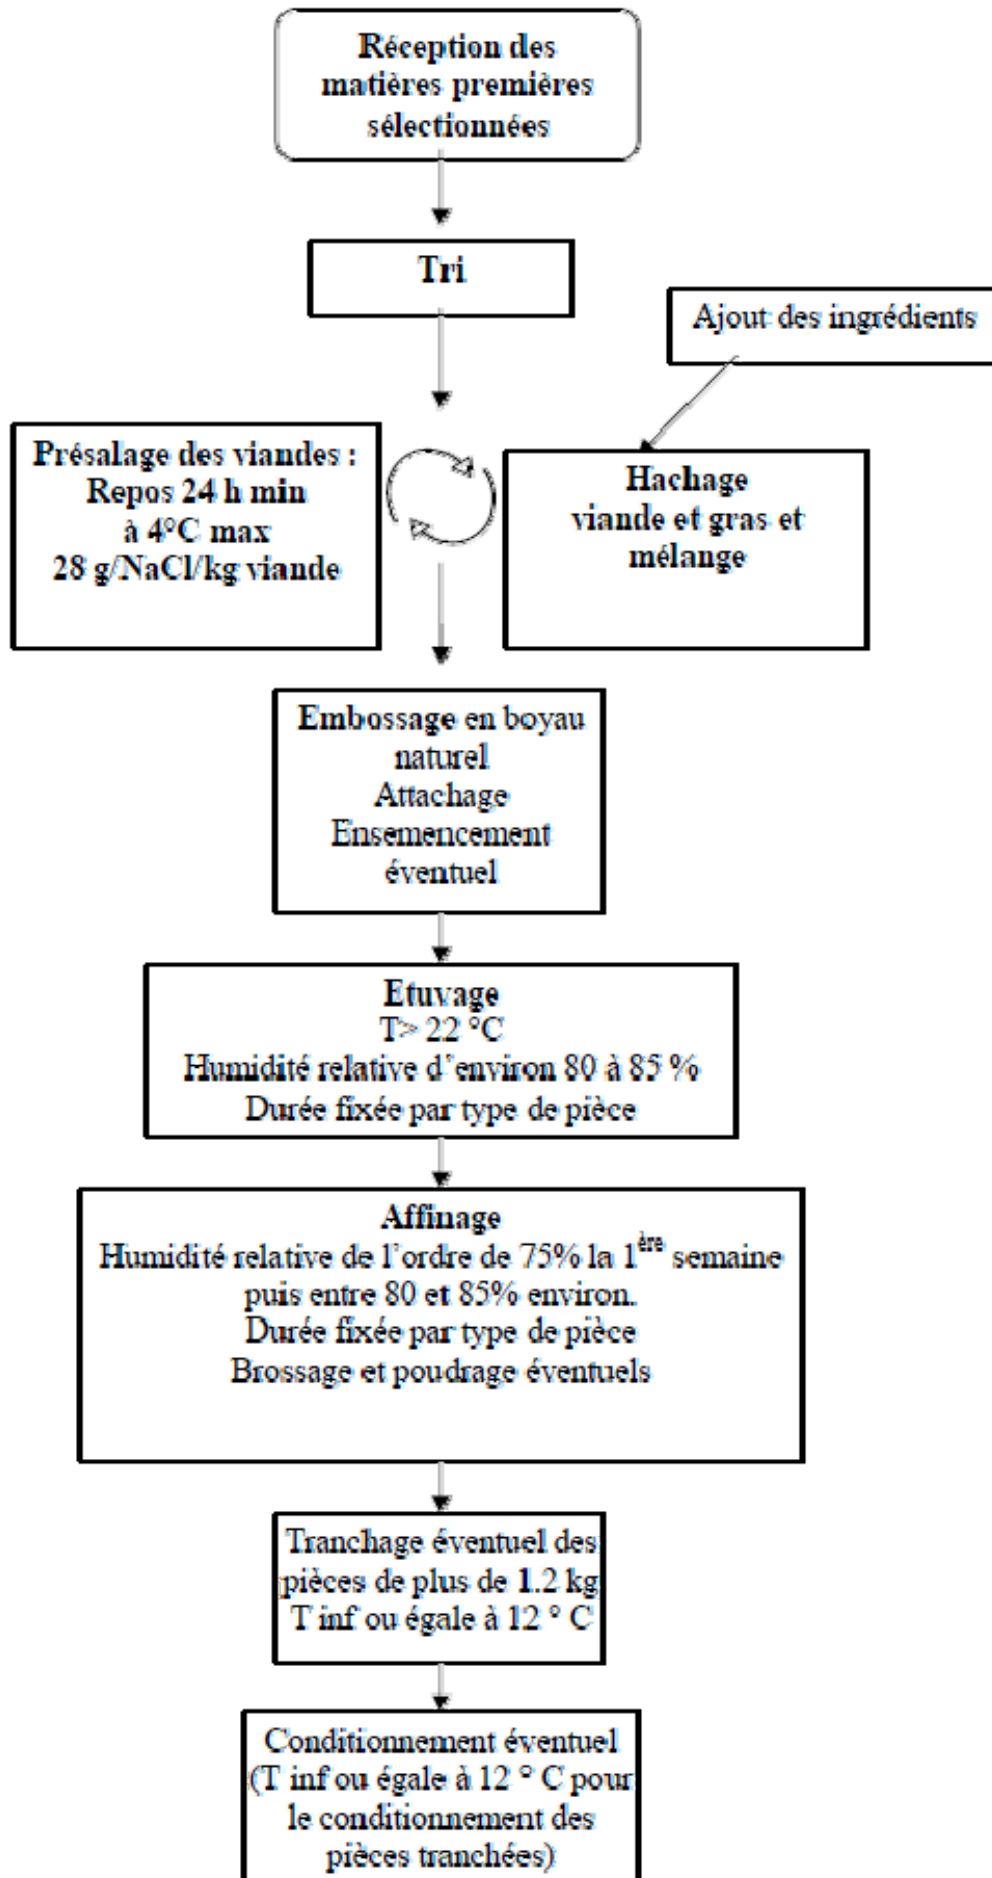 Réception des
matières premières
sélectionnées
Tri
Ajout des ingrédients
Présalage des viandes :
Repos 24 h min
à 4°C max
28 g/NaCl/kg viande
Hachage
viande et gras et
mélange
Embossage en boyau
naturel
Attachage
Ensemencement
éventuel
Etuvage
T> 22 °C
Humidité relative d'environ 80 à 85 %
Durée fixée par type de pièce
Affinage
Humidité relative de l'ordre de 75% la 1ère semaine
puis entre 80 et 85% environ.
Durée fixée par type de pièce
Brossage et poudrage éventuels
Tranchage éventuel des
pièces de plus de 1.2 kg
T inf ou égale à 12 ° C
Conditionnement éventuel
(T inf ou égale à 12 ° C pour
le conditionnement des
pièces tranchées)